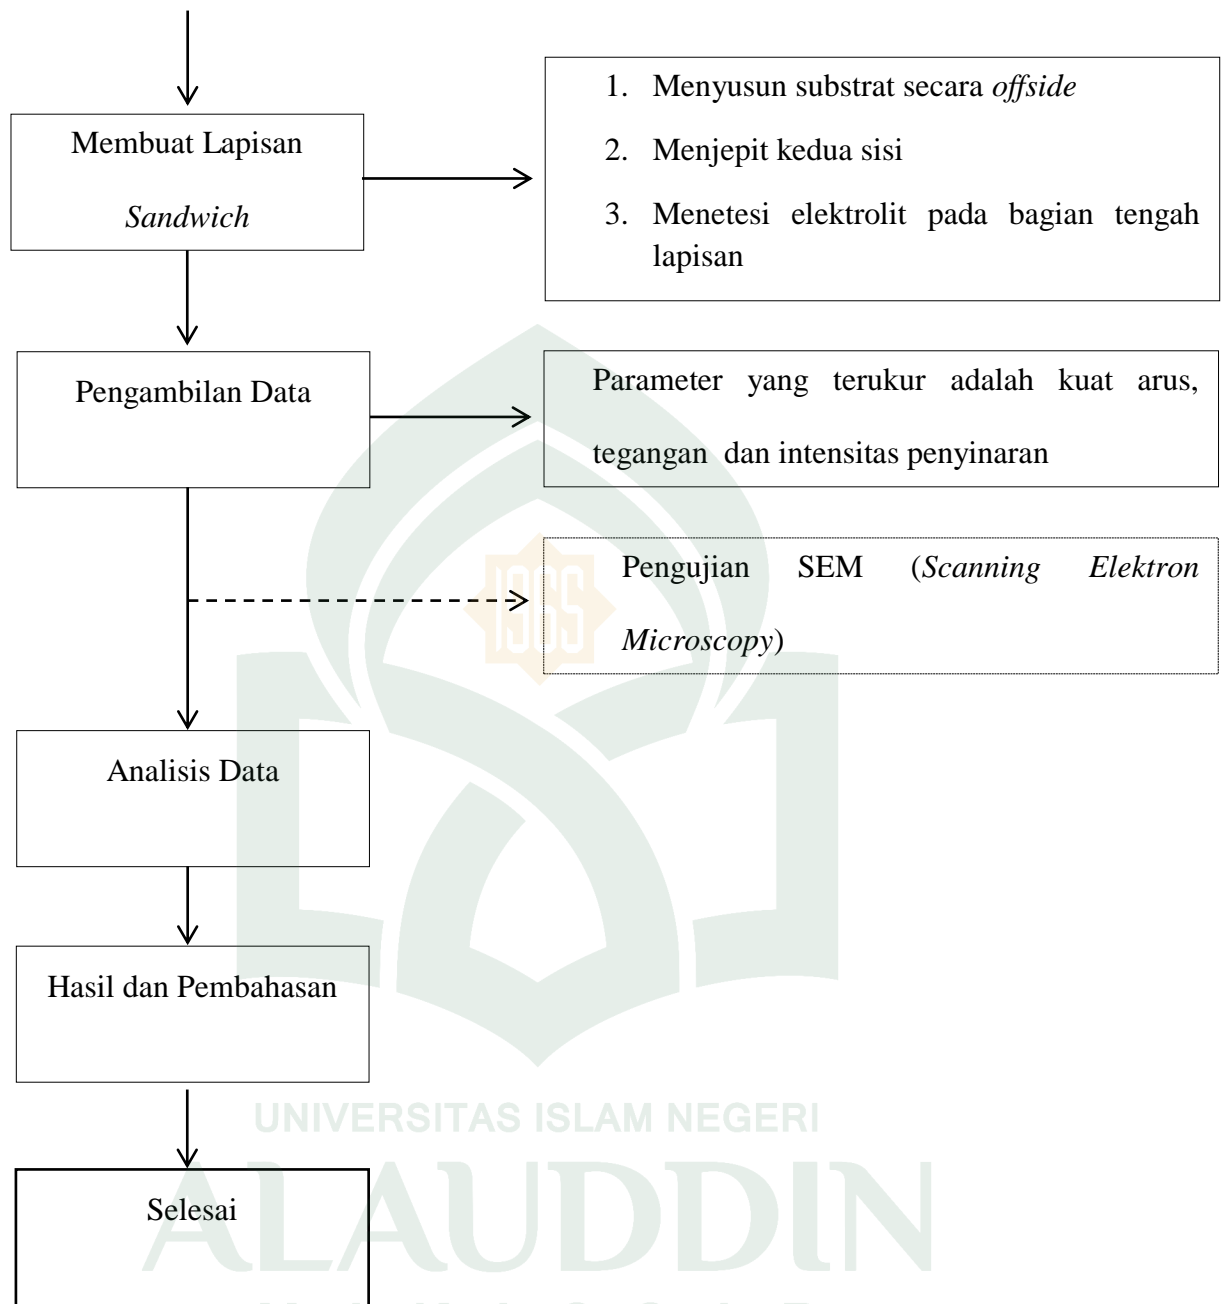 Membuat Lapisan
Sandwich
1. Menyusun substrat secara offside
2. Menjepit kedua sisi
3. Menetesi elektrolit pada bagian tengah
lapisan
Pengambilan Data
Parameter yang terukur adalah kuat arus,
tegangan dan intensitas penyinaran
Pengujian SEM (Scanning Elektron
Microscopy)
1965
Analisis Data
Hasil dan Pembahasan
UNIVERSITAS ISLAM NEGERI
ALAUDDIN
Selesai